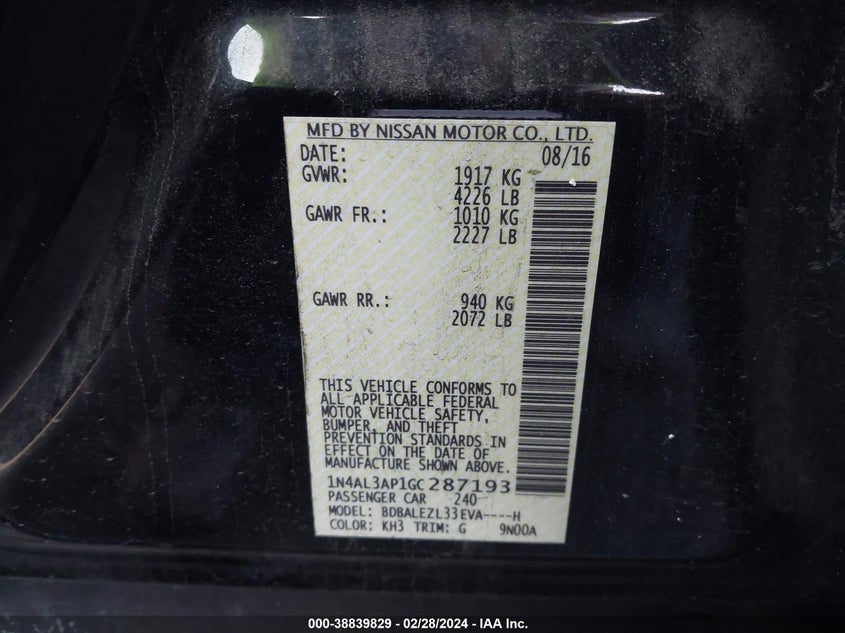 MFD BY NISSAN MOTOR CO., LTD.
DATE: 08/16
GVWR: 1917 KG
4226 LB
GAWR FR.: 1010 KG
2227 LB
GAWR RR.: 940 KG
2072 LB
THIS VEHICLE CONFORMS TO
ALL APPLICABLE FEDERAL
MOTOR VEHICLE SAFETY,
BUMPER, AND THEFT
PREVENTION STANDARDS IN
EFFECT ON THE DATE OF
MANUFACTURE SHOWN ABOVE.
1N4AL3AP1GC287193
PASSENGER CAR 240
MODEL: BDBALEZL33EVA----H
COLOR: KH3 TRIM: G 9N00A
000-38839829 - 02/28/2024 - IAA Inc.